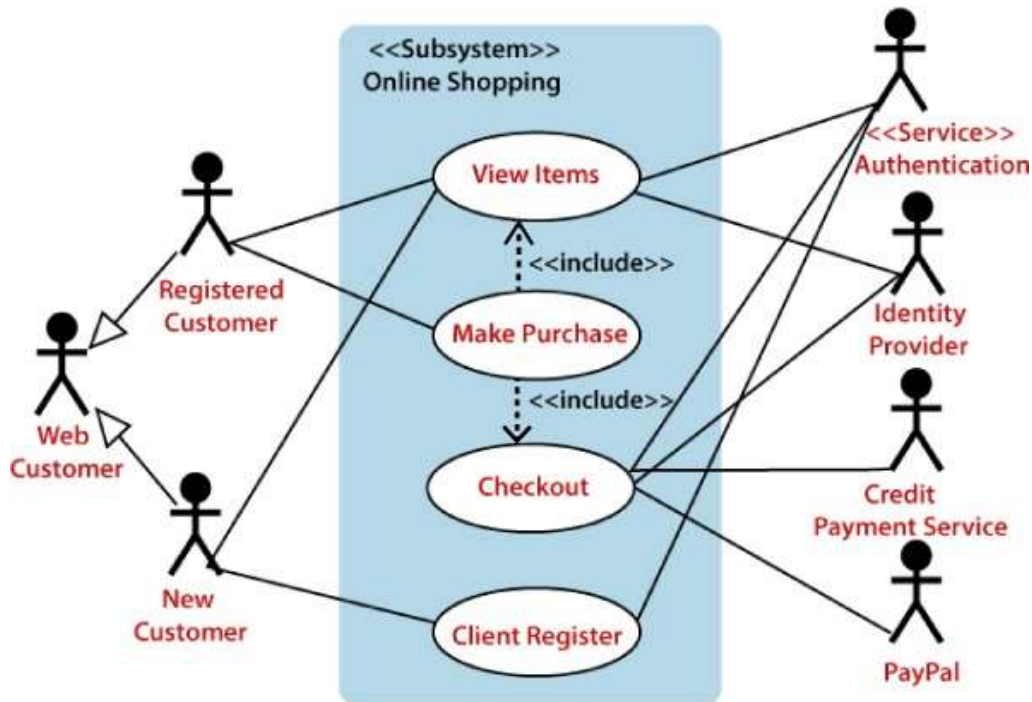 <<Subsystem>>
Online Shopping
View Items
<<include>>
Make Purchase
<<include>>
Checkout
Client Register
Registered
Customer
Web
Customer
New
Customer
<<Service>>
Authentication
Identity
Provider
Credit
Payment Service
PayPal